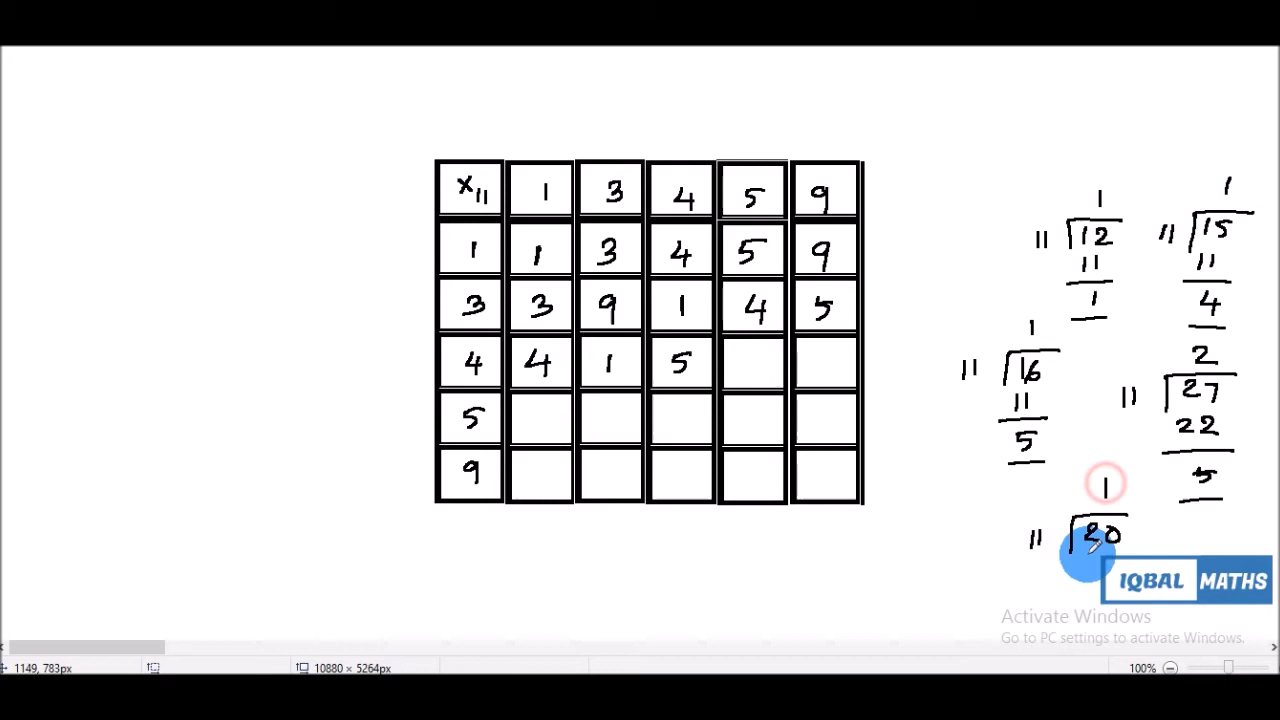 ×11 1 3 4 5 9
1 1 3 4 5 9
3 3 9 1 4 5
4 4 1 5
5
9
1
11 12
11
1
1
11 15
11
4
1
11 16
11
5
2
11 27
22
5
1
11 20
IQBAL MATHS
Activate Windows
Go to PC settings to activate Windows.
1149, 783px
10880 × 5264px
100%